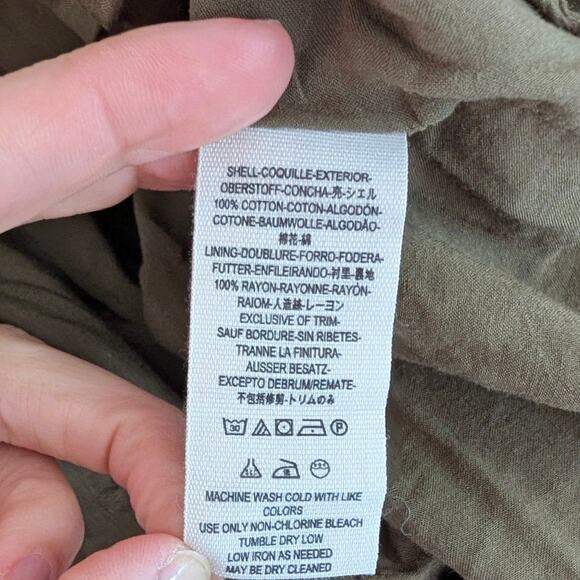 SHELL-COQUILLE-EXTERIOR-
OBERSTOFF-CONCHA-亮-シエル
100% COTTON-COTON-ALGODÓN-
COTONE-BAUMWOLLE-ALGODÃO-
棉花-綿
LINING-DOUBLURE-FORRO-FODERA-
FUTTER-ENFILEIRANDO-衬里-裏地
100% RAYON-RAYONNE-RAYÓN-
RAIOM-人造絲-レーヨン
EXCLUSIVE OF TRIM-
SAUF BORDURE-SIN RIBETES-
TRANNE LA FINITURA-
AUSSER BESATZ-
EXCEPTO DEBRUM/REMATE-
不包括修剪-トリムのみ
30 P
MACHINE WASH COLD WITH LIKE
COLORS
USE ONLY NON-CHLORINE BLEACH
TUMBLE DRY LOW
LOW IRON AS NEEDED
MAY BE DRY CLEANED